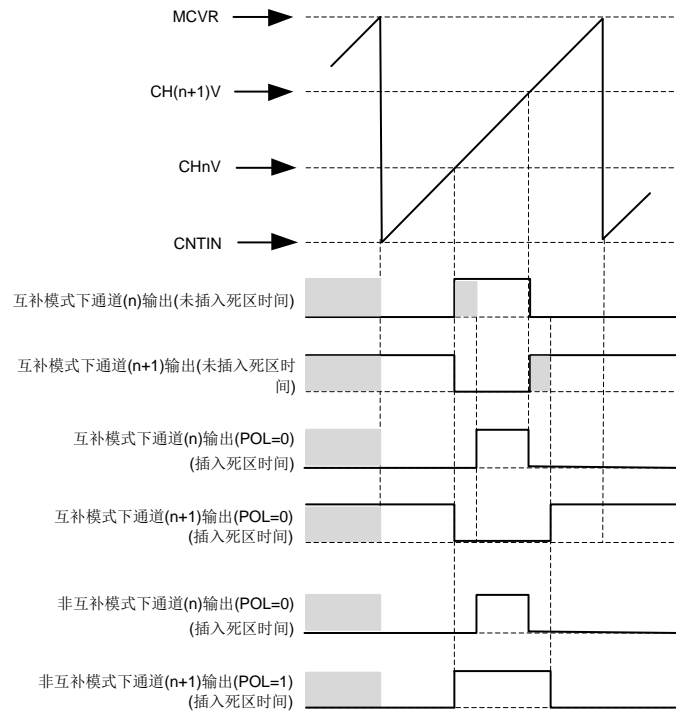 MCVR
CH(n+1)V
CHnV
CNTIN
互补模式下通道(n)输出(未插入死区时间)
互补模式下通道(n+1)输出(未插入死区时
间)
互补模式下通道(n)输出(POL=0)
(插入死区时间)
互补模式下通道(n+1)输出(POL=0)
(插入死区时间)
非互补模式下通道(n)输出(POL=0)
(插入死区时间)
非互补模式下通道(n+1)输出(POL=1)
(插入死区时间)